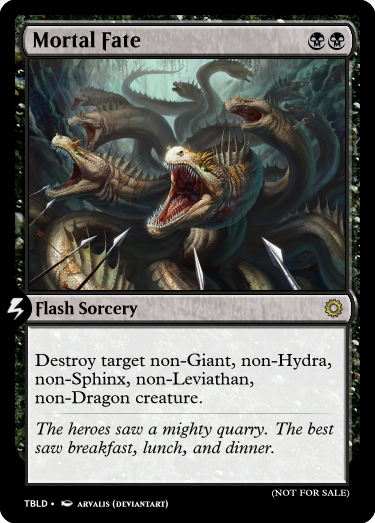 Mortal Fate
Flash Sorcery
Destroy target non-Giant, non-Hydra,
non-Sphinx, non-Leviathan,
non-Dragon creature.
The heroes saw a mighty quarry. The best
saw breakfast, lunch, and dinner.
(NOT FOR SALE)
TBLD • ARVALIS (DEVIANTART)